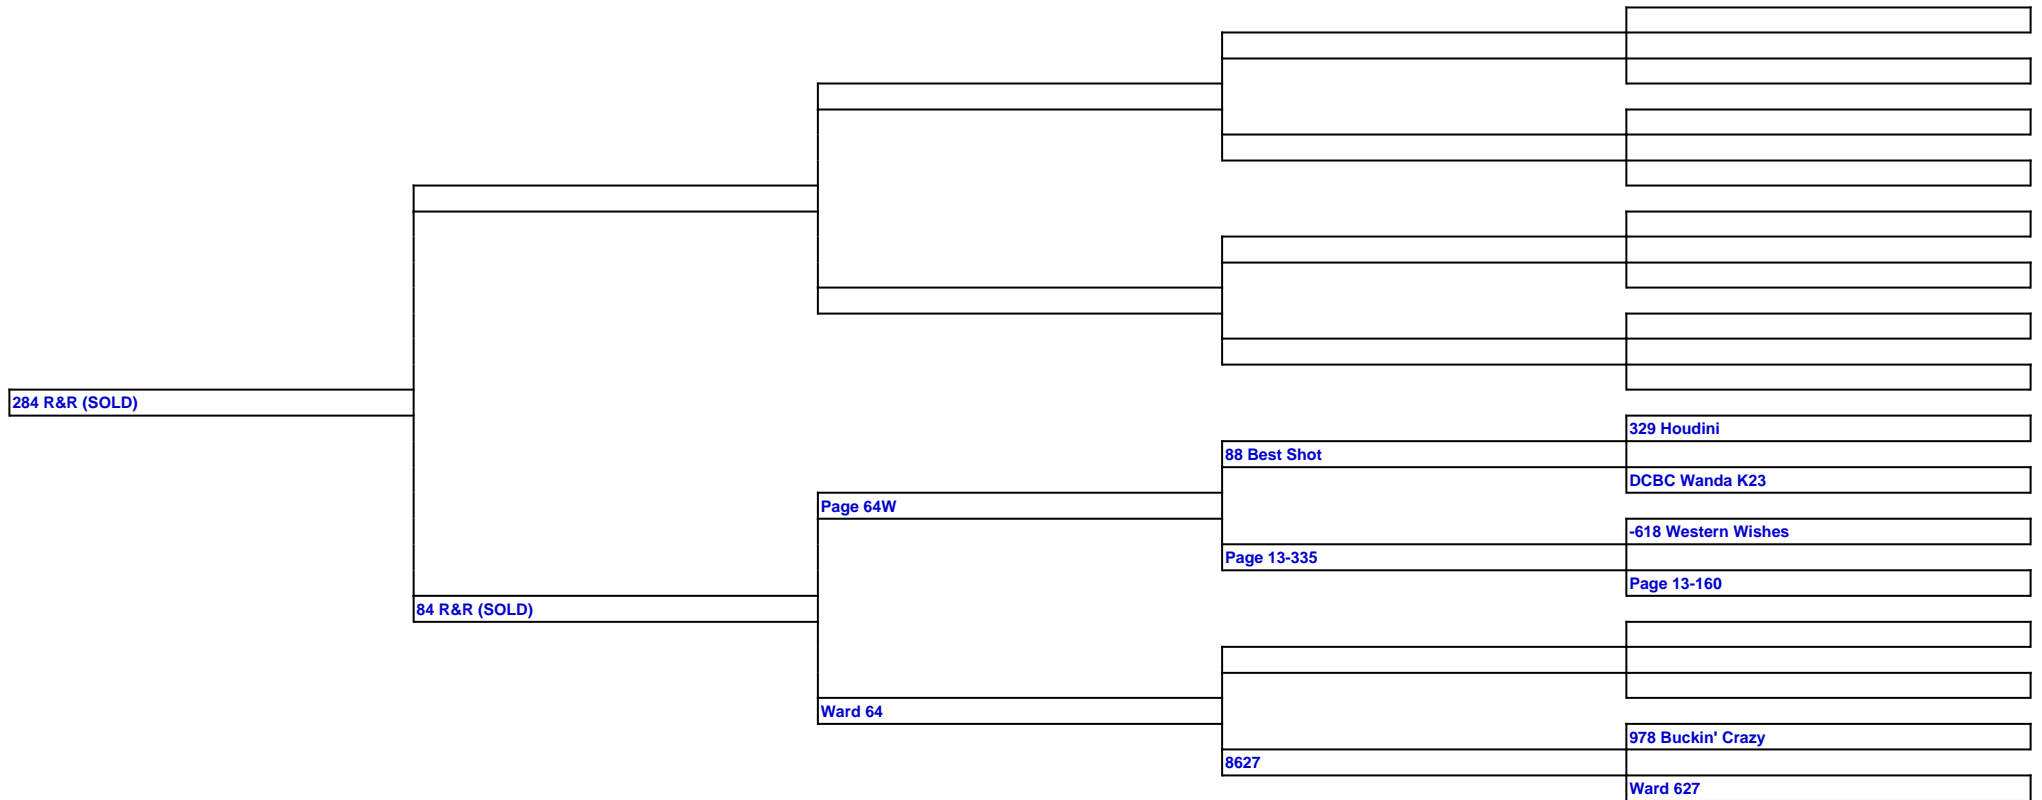 329 Houdini
88 Best Shot
DCBC Wanda K23
Page 64W
-618 Western Wishes
Page 13-335
Page 13-160
284 R&R (SOLD)
84 R&R (SOLD)
Ward 64
978 Buckin' Crazy
8627
Ward 627